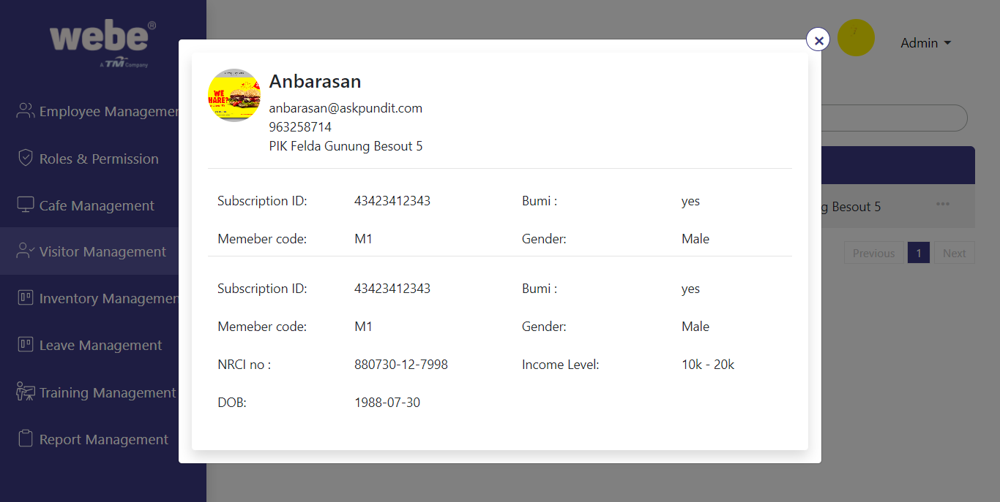 webe®
A TM Company
Admin
Employee Managemen
Roles & Permission
Cafe Management
Visitor Management
Inventory Managemen
Leave Management
Training Management
Report Management
×
WE
HARE?
Anbarasan
anbarasan@askpundit.com
963258714
PIK Felda Gunung Besout 5
Subscription ID: 43423412343 Bumi : yes
Memeber code: M1 Gender: Male
Subscription ID: 43423412343 Bumi : yes
Memeber code: M1 Gender: Male
NRCI no : 880730-12-7998 Income Level: 10k - 20k
DOB: 1988-07-30
g Besout 5 •••
Previous 1 Next